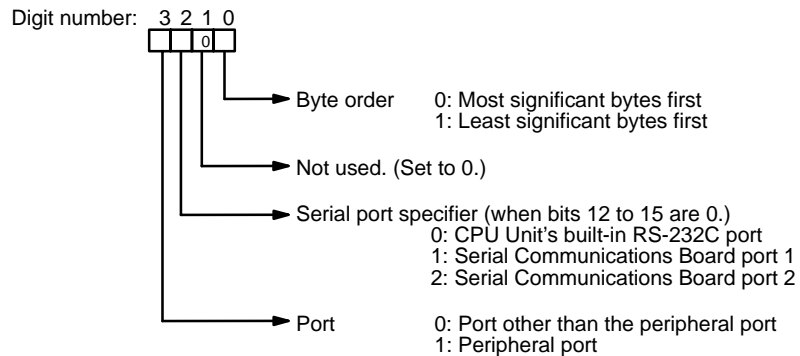 Digit number: 3 2 1 0
0
Byte order 0: Most significant bytes first
1: Least significant bytes first
Not used. (Set to 0.)
Serial port specifier (when bits 12 to 15 are 0.)
0: CPU Unit's built-in RS-232C port
1: Serial Communications Board port 1
2: Serial Communications Board port 2
Port 0: Port other than the peripheral port
1: Peripheral port